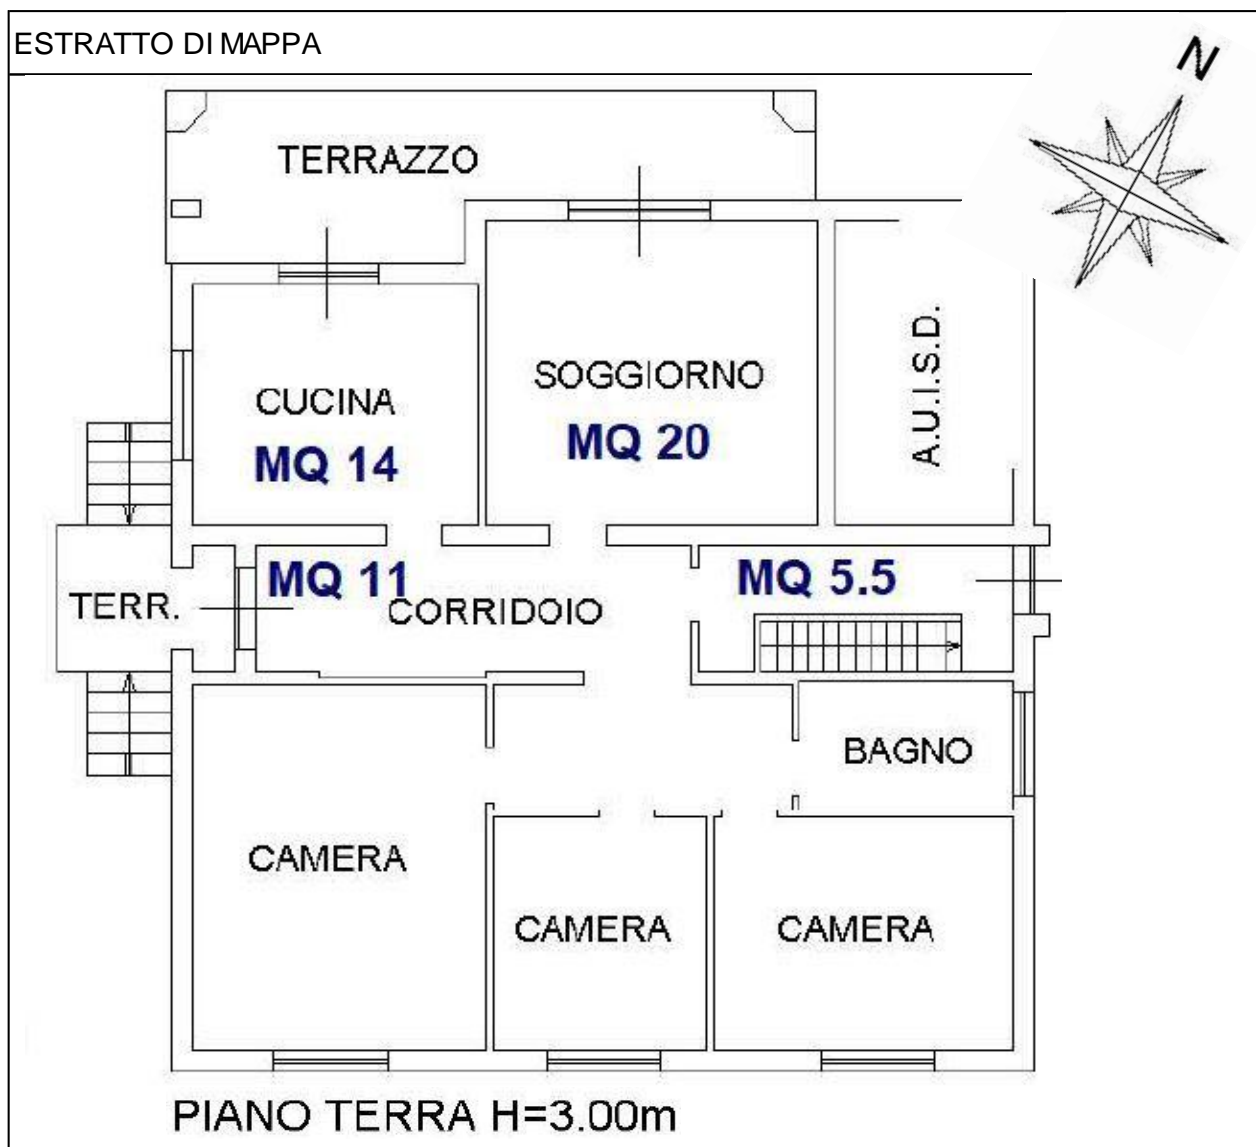 ESTRATTO DI MAPPA
N
TERRAZZO
CUCINA
MQ 14
SOGGIORNO
MQ 20
A.U.I.S.D.
TERR.
MQ 11
CORRIDOIO
MQ 5.5
BAGNO
CAMERA
CAMERA
CAMERA
PIANO TERRA H=3.00m